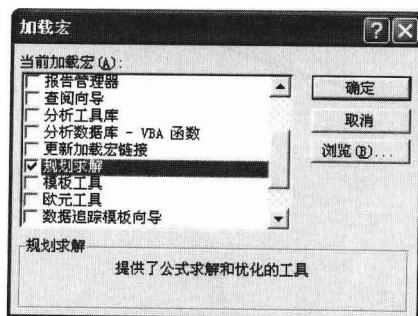 加载宏
当前加载宏(A):
报告管理器
查阅向导
分析工具库
分析数据库 - VBA 函数
更新加载宏链接
规划求解
模板工具
欧元工具
数据追踪模板向导
确定
取消
浏览(B)...
规划求解
提供了公式求解和优化的工具